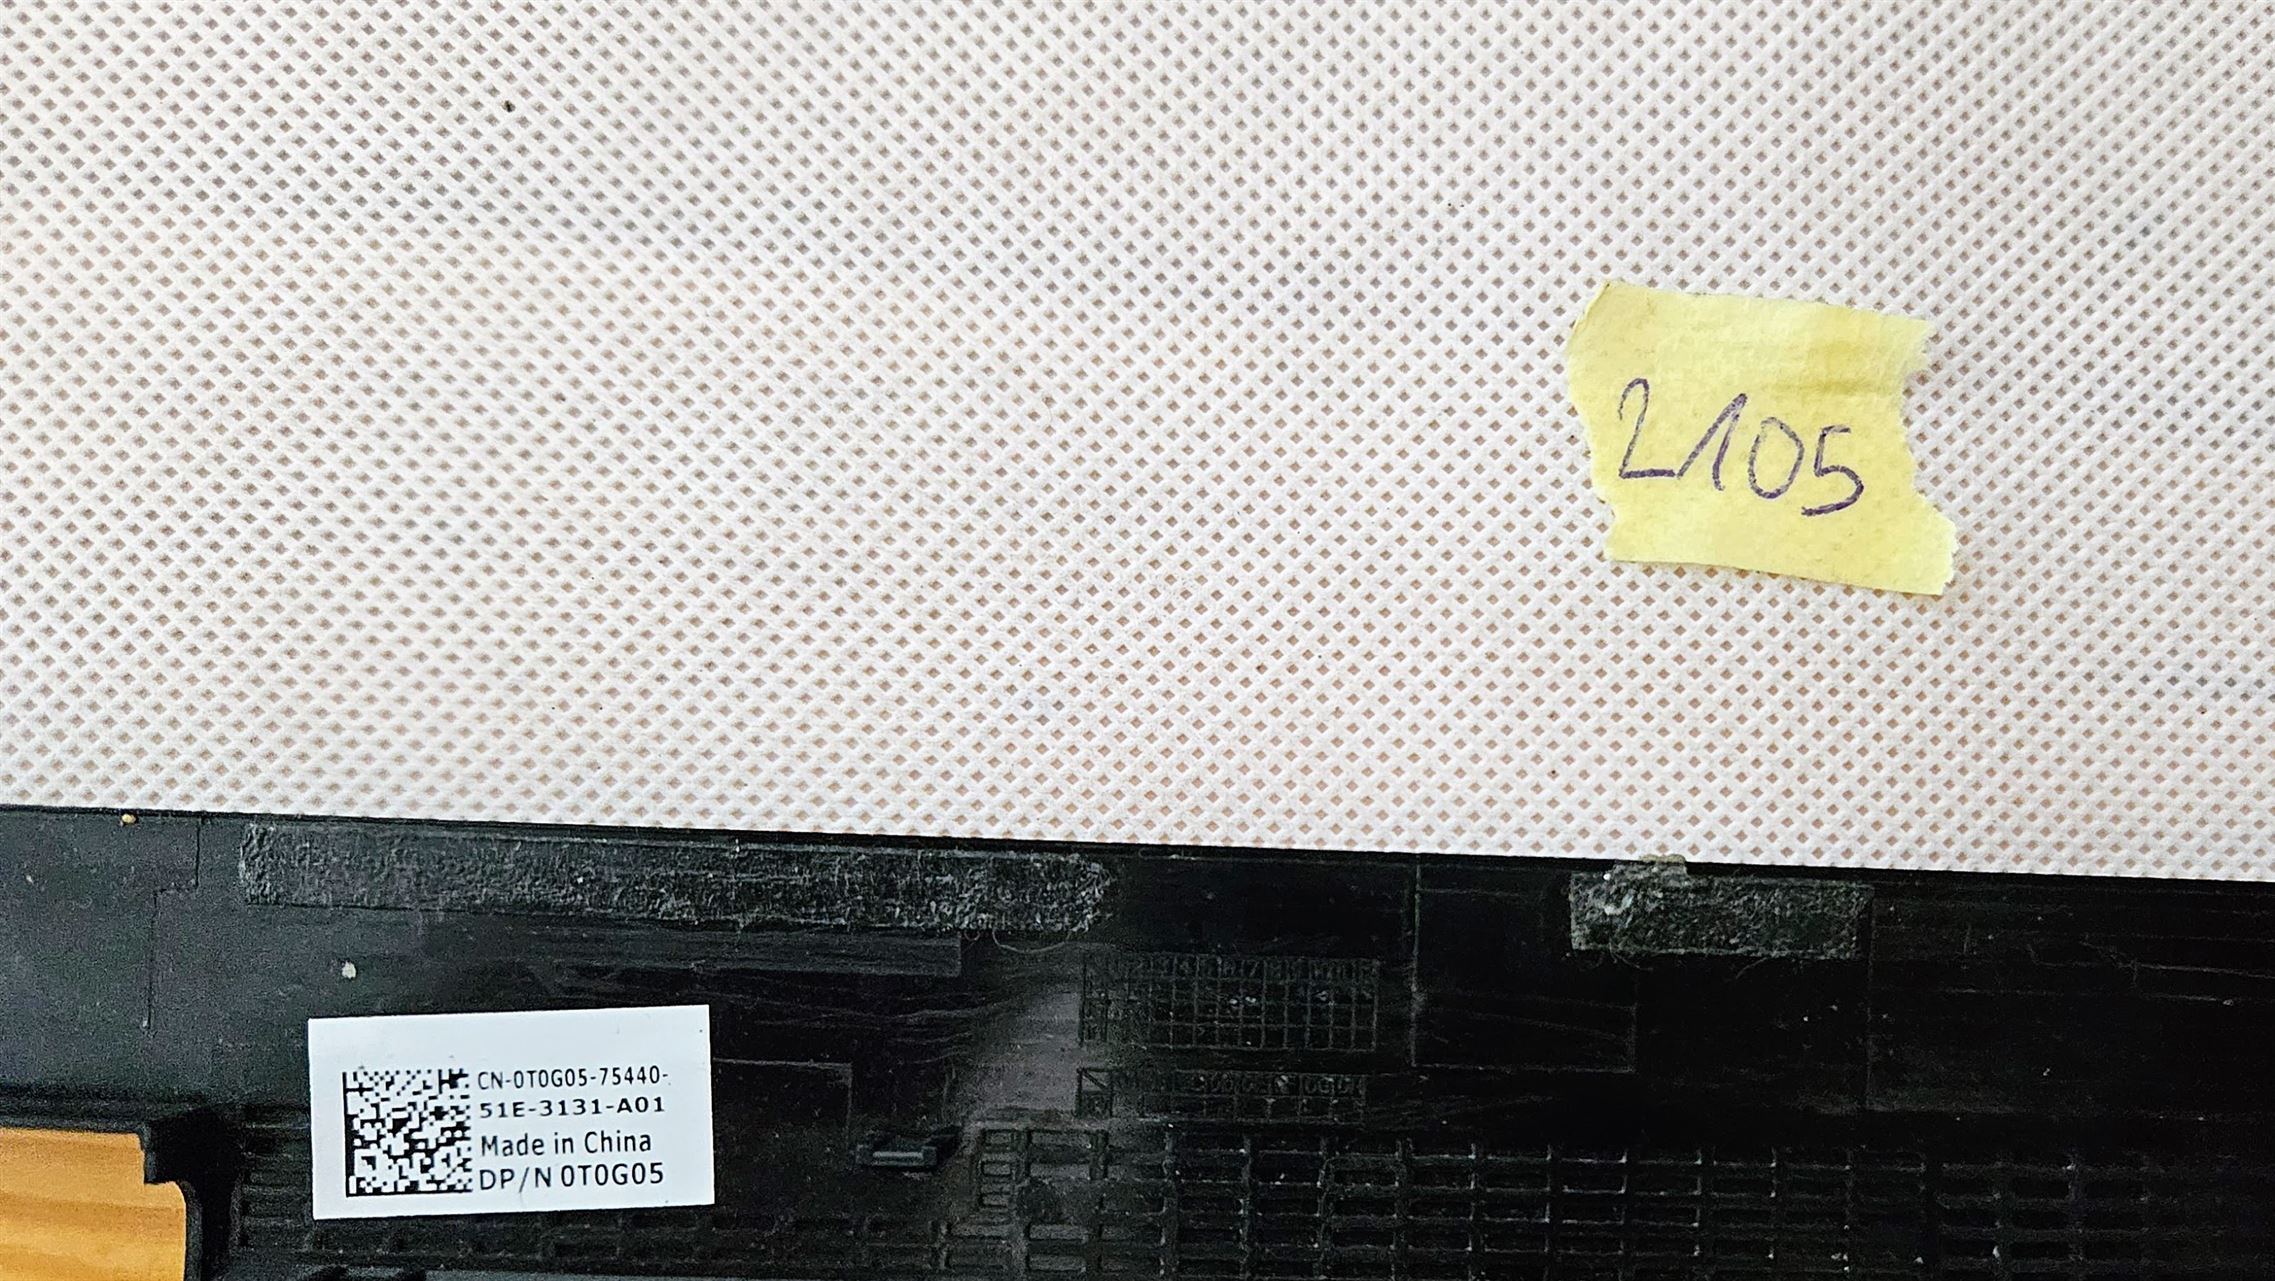 2105
CN-0T0G05-75440-
51E-3131-A01
Made in China
DP/N 0T0G05